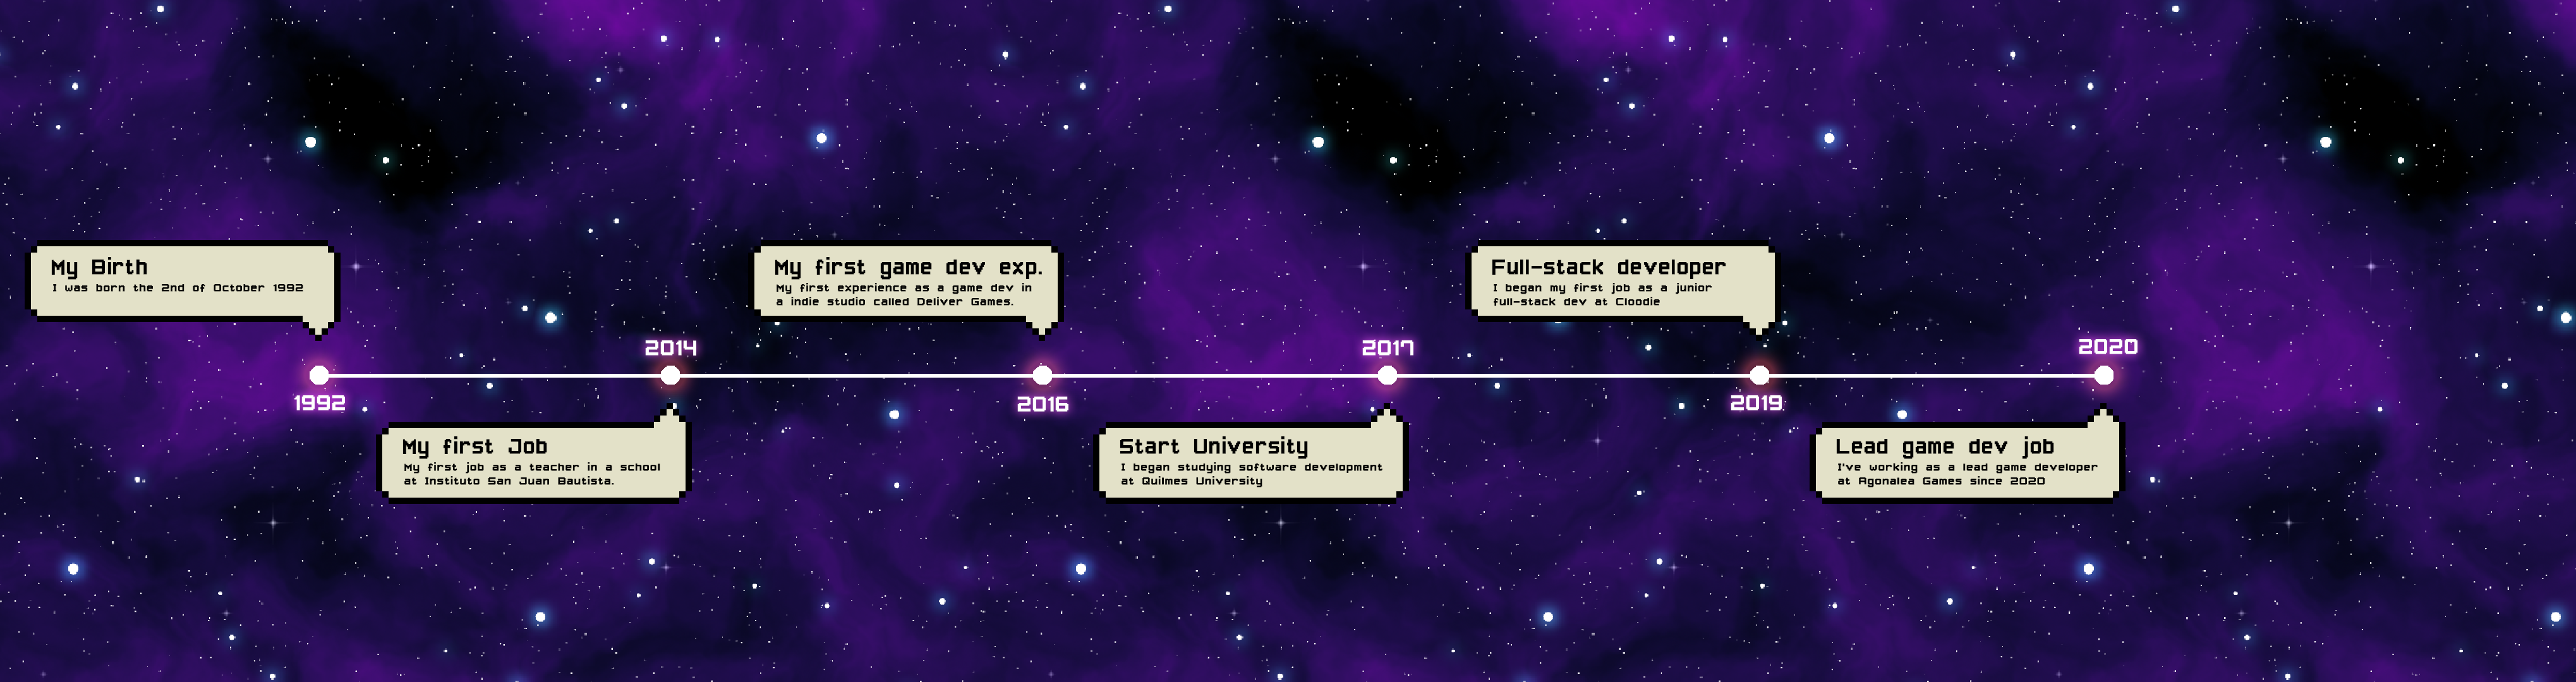 My Birth
I was born the 2nd of October 1992
1992
2014
My first Job
My first job as a teacher in a school
at Instituto San Juan Bautista.
My first game dev exp.
My first experience as a game dev in
a indie studio called Deliver Games.
2016
2017
Start University
I began studying software development
at Quilmes University
Full-stack developer
I began my first job as a junior
full-stack dev at Cloodie
2019
2020
Lead game dev job
I've working as a lead game developer
at Agonalea Games since 2020